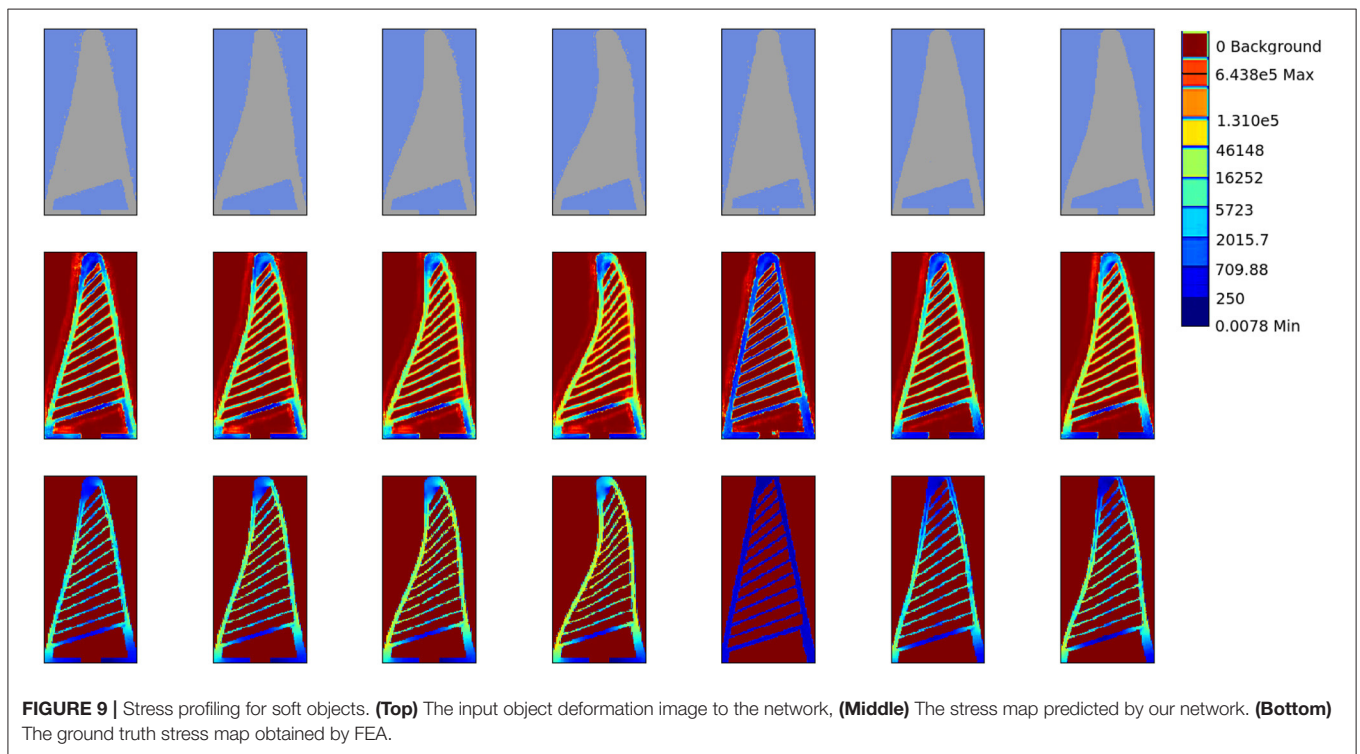 0 Background
6.438e5 Max
1.310e5
46148
16252
5723
2015.7
709.88
250
0.0078 Min
FIGURE 9 | Stress profiling for soft objects. (Top) The input object deformation image to the network, (Middle) The stress map predicted by our network. (Bottom)
The ground truth stress map obtained by FEA.